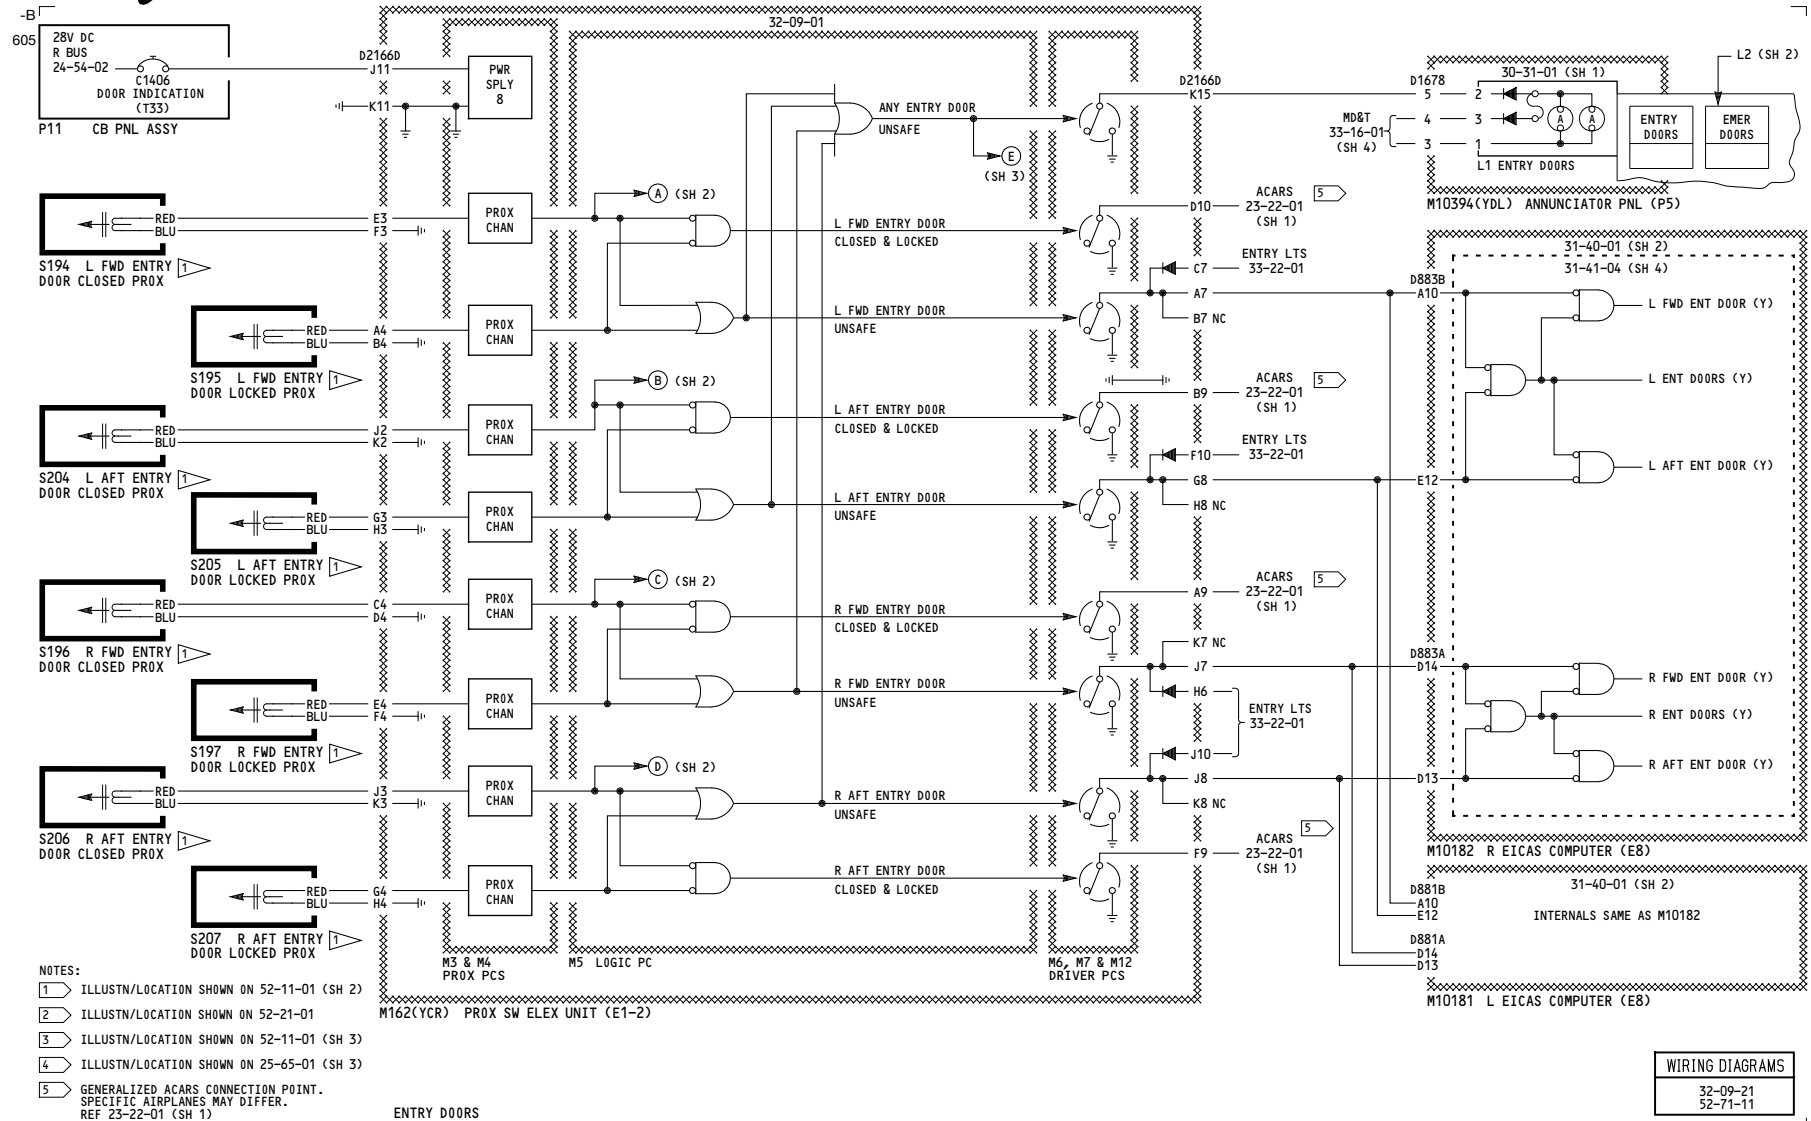 -B
605
28V DC
R BUS
24-54-02
C1406
DOOR INDICATION
(T33)
P11 CB PNL ASSY
D2166D
J11
K11
PWR
SPLY
8
32-09-01
ANY ENTRY DOOR
UNSAFE
E
(SH 3)
D2166D
K15
D1678
5
4
3
MD&T
33-16-01
(SH 4)
30-31-01 (SH 1)
2
3
1
A
A
L1 ENTRY DOORS
ENTRY
DOORS
EMER
DOORS
L2 (SH 2)
M10394(YDL) ANNUNCIATOR PNL (P5)
RED
BLU
E3
F3
S194 L FWD ENTRY
DOOR CLOSED PROX
1
PROX
CHAN
A (SH 2)
L FWD ENTRY DOOR
CLOSED & LOCKED
D10
ACARS
23-22-01
(SH 1)
5
C7
ENTRY LTS
33-22-01
RED
BLU
A4
B4
S195 L FWD ENTRY
DOOR LOCKED PROX
1
PROX
CHAN
L FWD ENTRY DOOR
UNSAFE
A7
B7 NC
RED
BLU
J2
K2
S204 L AFT ENTRY
DOOR CLOSED PROX
1
PROX
CHAN
B (SH 2)
L AFT ENTRY DOOR
CLOSED & LOCKED
B9
ACARS
23-22-01
(SH 1)
5
F10
ENTRY LTS
33-22-01
RED
BLU
G3
H3
S205 L AFT ENTRY
DOOR LOCKED PROX
1
PROX
CHAN
L AFT ENTRY DOOR
UNSAFE
G8
H8 NC
RED
BLU
C4
D4
S196 R FWD ENTRY
DOOR CLOSED PROX
1
PROX
CHAN
C (SH 2)
R FWD ENTRY DOOR
CLOSED & LOCKED
A9
ACARS
23-22-01
(SH 1)
5
K7 NC
J7
RED
BLU
E4
F4
S197 R FWD ENTRY
DOOR LOCKED PROX
1
PROX
CHAN
R FWD ENTRY DOOR
UNSAFE
H6
ENTRY LTS
33-22-01
J10
RED
BLU
J3
K3
S206 R AFT ENTRY
DOOR CLOSED PROX
1
PROX
CHAN
D (SH 2)
R AFT ENTRY DOOR
UNSAFE
J8
K8 NC
RED
BLU
G4
H4
S207 R AFT ENTRY
DOOR LOCKED PROX
1
PROX
CHAN
R AFT ENTRY DOOR
CLOSED & LOCKED
F9
ACARS
23-22-01
(SH 1)
5
M3 & M4
PROX PCS
M5 LOGIC PC
M6, M7 & M12
DRIVER PCS
M162(YCR) PROX SW ELEX UNIT (E1-2)
31-40-01 (SH 2)
31-41-04 (SH 4)
D883B
A10
E12
D883A
D14
D13
L FWD ENT DOOR (Y)
L ENT DOORS (Y)
L AFT ENT DOOR (Y)
R FWD ENT DOOR (Y)
R ENT DOORS (Y)
R AFT ENT DOOR (Y)
M10182 R EICAS COMPUTER (E8)
31-40-01 (SH 2)
INTERNALS SAME AS M10182
D881B
A10
E12
D881A
D14
D13
M10181 L EICAS COMPUTER (E8)
NOTES:
1 ILLUSTN/LOCATION SHOWN ON 52-11-01 (SH 2)
2 ILLUSTN/LOCATION SHOWN ON 52-21-01
3 ILLUSTN/LOCATION SHOWN ON 52-11-01 (SH 3)
4 ILLUSTN/LOCATION SHOWN ON 25-65-01 (SH 3)
5 GENERALIZED ACARS CONNECTION POINT.
SPECIFIC AIRPLANES MAY DIFFER.
REF 23-22-01 (SH 1)
ENTRY DOORS
WIRING DIAGRAMS
32-09-21
52-71-11